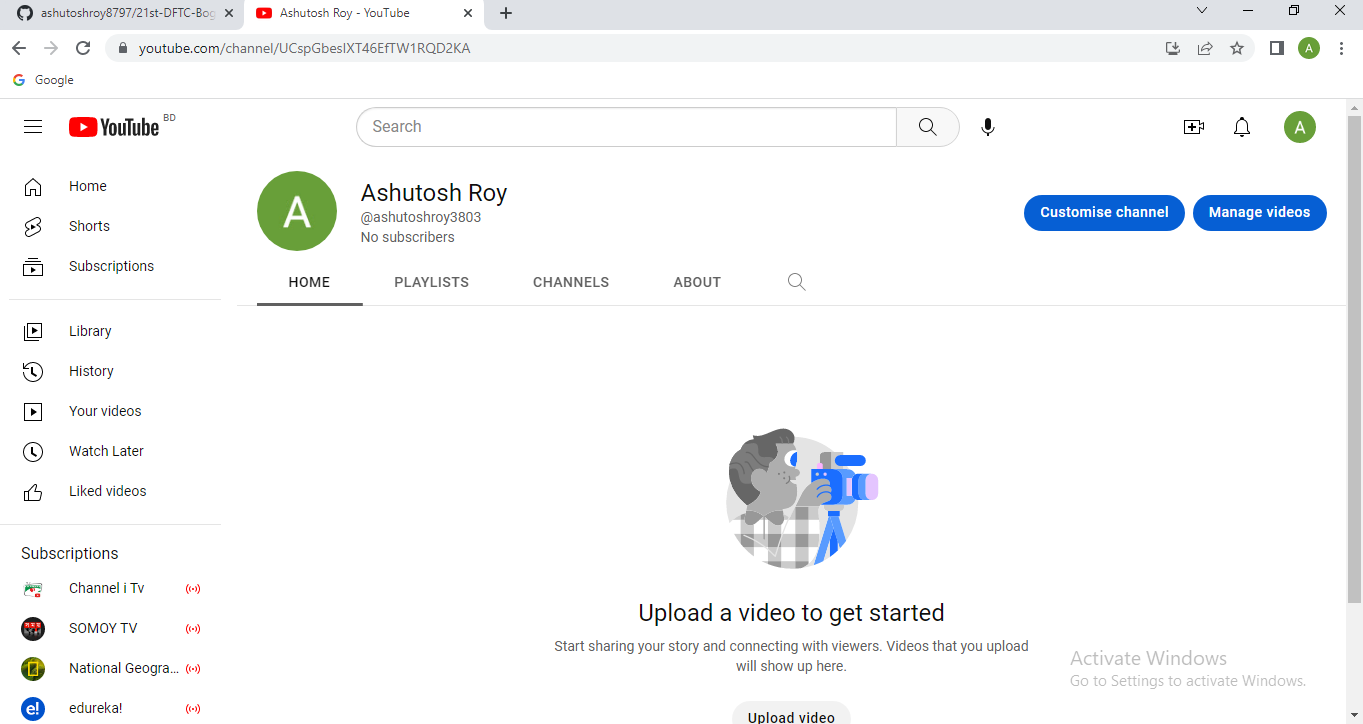 ashutoshroy8797/21st-DFTC-Bog
Ashutosh Roy - YouTube
youtube.com/channel/UCspGbesIXT46EfTW1RQD2KA
A
Google
YouTube BD
Search
A
Home
Shorts
Subscriptions
Library
History
Your videos
Watch Later
Liked videos
Subscriptions
Channel i Tv
SOMOY TV
National Geogra...
e!
edureka!
A
Ashutosh Roy
@ashutoshroy3803
No subscribers
Customise channel
Manage videos
HOME
PLAYLISTS
CHANNELS
ABOUT
Upload a video to get started
Start sharing your story and connecting with viewers. Videos that you upload
will show up here.
Upload video
Activate Windows
Go to Settings to activate Windows.